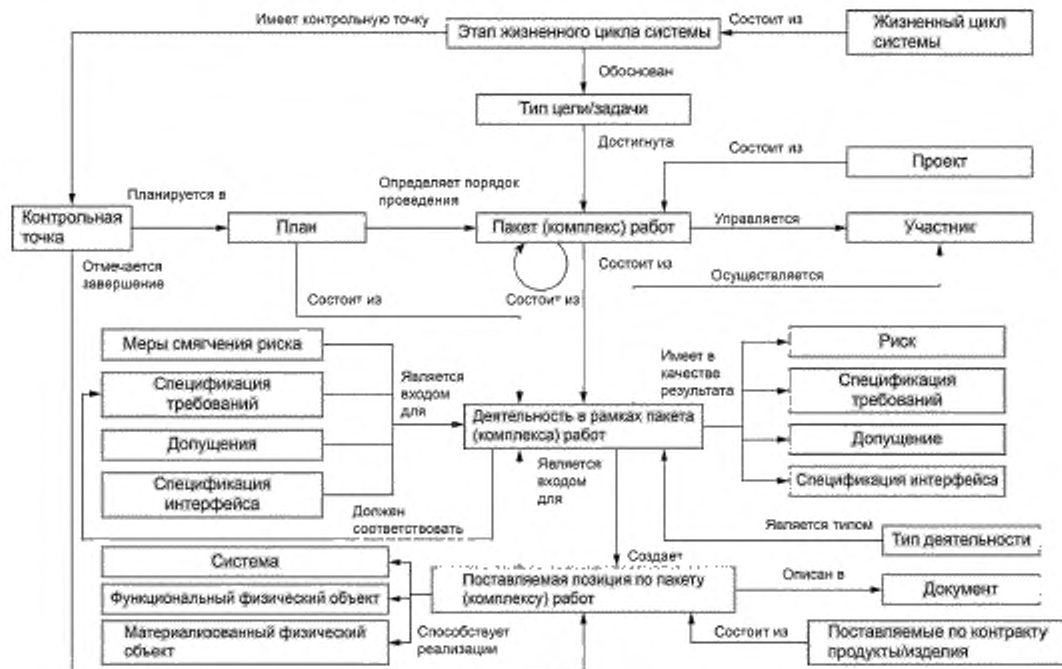 Имеет контрольную точку
Этап жизненного цикла системы
Состоит из
Жизненный цикл
системы
Обоснован
Тип цели/задачи
Достигнута
Состоит из
Проект
Планируется в
Определяет порядок
проведения
Контрольная
точка
План
Пакет (комплекс) работ
Управляется
Участник
Отмечается
завершение
Состоит из
Состоит из
Состоит из
Осуществляется
Меры смягчения риска
Спецификация
требований
Допущения
Спецификация
интерфейса
Является
входом
для
Деятельность в рамках пакета
(комплекса) работ
Имеет в
качестве
результата
Риск
Спецификация
требований
Допущение
Спецификация интерфейса
Должен
соответствовать
Является
входом
для
Является типом
Тип деятельности
Создает
Система
Функциональный физический объект
Материализованный физический
объект
Способствует
реализации
Поставляемая позиция по пакету
(комплексу) работ
Описан в
Документ
Состоит из
Поставляемые по контракту
продукты/изделия